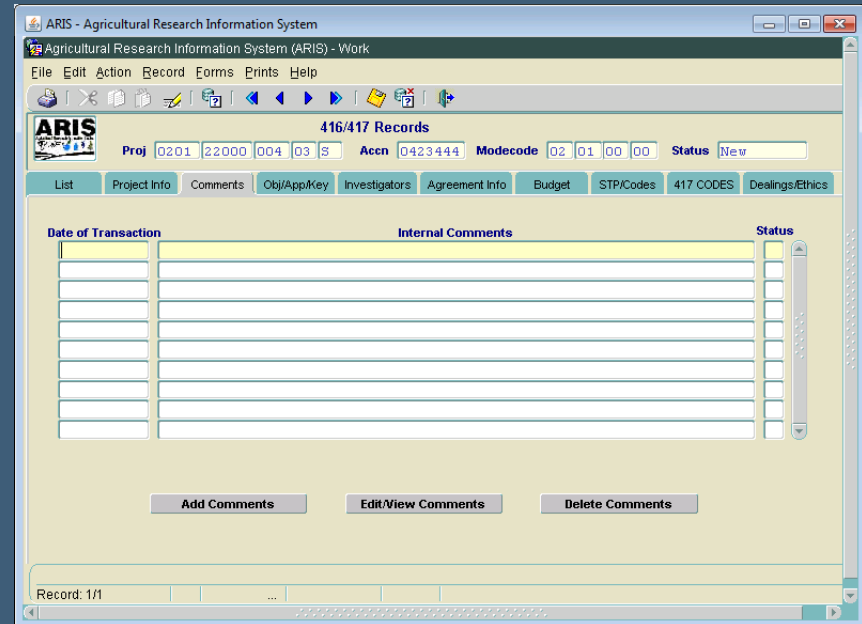 ARIS - Agricultural Research Information System
Agricultural Research Information System (ARIS) - Work
File Edit Action Record Forms Prints Help
ARIS
416/417 Records
Proj 0201 22000 004 03 S Accn 0423444 Modecode 02 01 00 00 Status New
List Project Info Comments Obj/App/Key Investigators Agreement Info Budget STP/Codes 417 CODES Dealings/Ethics
Date of Transaction Internal Comments Status
Add Comments Edit/View Comments Delete Comments
Record: 1/1 ...